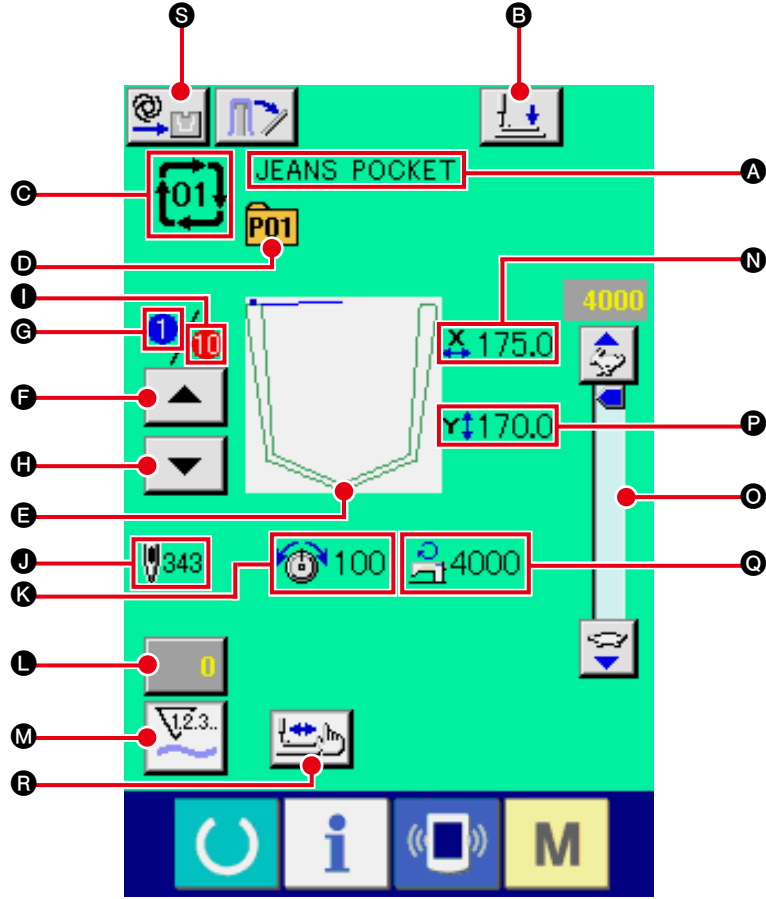 S
B
JEANS POCKET
A
C
01
P01
D
N
I
4000
G
1 / 10
X 175.0
F
Y 170.0
P
H
E
O
J
343
100
4000
K
Q
L
0
M
1.2.3..
R
i
M